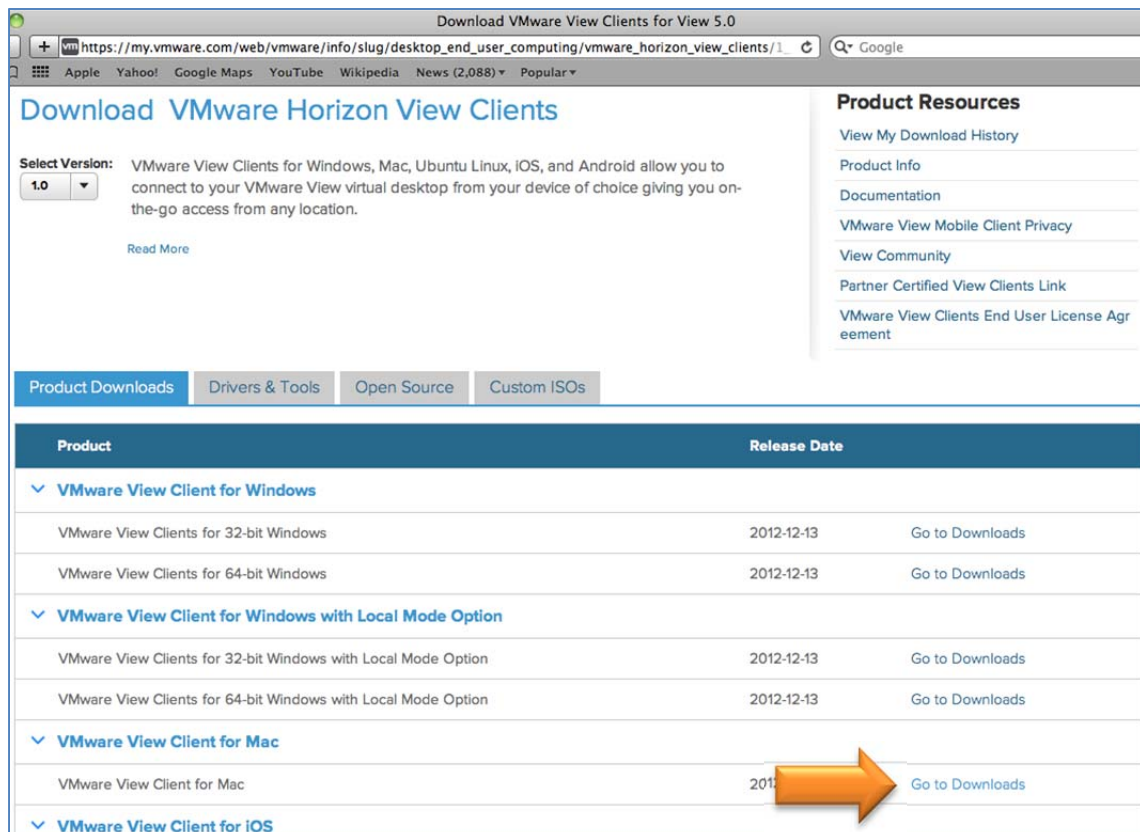 Download VMware View Clients for View 5.0
+ vm https://my.vmware.com/web/vmware/info/slug/desktop_end_user_computing/vmware_horizon_view_clients/1_ Google
Apple Yahoo! Google Maps YouTube Wikipedia News (2,088) Popular
Download VMware Horizon View Clients
Select Version:
1.0
VMware View Clients for Windows, Mac, Ubuntu Linux, iOS, and Android allow you to
connect to your VMware View virtual desktop from your device of choice giving you on-
the-go access from any location.
Read More
Product Resources
View My Download History
Product Info
Documentation
VMware View Mobile Client Privacy
View Community
Partner Certified View Clients Link
VMware View Clients End User License Agr
eement
Product Downloads Drivers & Tools Open Source Custom ISOs
Product Release Date
VMware View Client for Windows
VMware View Clients for 32-bit Windows 2012-12-13 Go to Downloads
VMware View Clients for 64-bit Windows 2012-12-13 Go to Downloads
VMware View Client for Windows with Local Mode Option
VMware View Clients for 32-bit Windows with Local Mode Option 2012-12-13 Go to Downloads
VMware View Clients for 64-bit Windows with Local Mode Option 2012-12-13 Go to Downloads
VMware View Client for Mac
VMware View Client for Mac Go to Downloads
VMware View Client for iOS